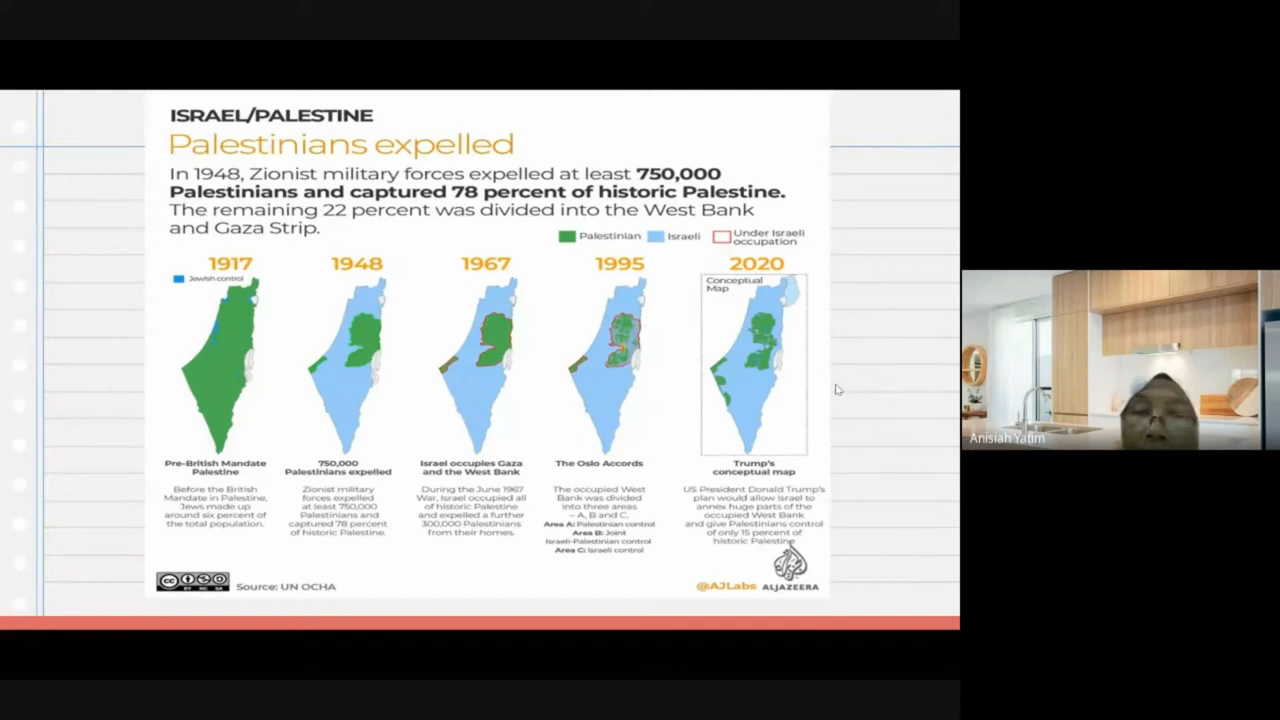 ISRAEL/PALESTINE
Palestinians expelled
In 1948, Zionist military forces expelled at least 750,000
Palestinians and captured 78 percent of historic Palestine.
The remaining 22 percent was divided into the West Bank
and Gaza Strip.
Palestinian
Israeli
Under Israeli
occupation
1917
1948
1967
1995
2020
Jewish control
Conceptual
Map
Pre-British Mandate
Palestine
Before the British
Mandate in Palestine,
Jews made up
around six percent of
the total population.
750,000
Palestinians expelled
Zionist military
forces expelled
at least 750,000
Palestinians and
captured 78 percent
of historic Palestine.
Israel occupies Gaza
and the West Bank
During the June 1967
War, Israel occupied all
of historic Palestine
and expelled a further
300,000 Palestinians
from their homes.
The Oslo Accords
The occupied West
Bank was divided
into three areas
– A, B and C.
Area A: Palestinian control
Area B: Joint
Israeli-Palestinian control
Area C: Israeli control
Trump's
conceptual map
US President Donald Trump's
plan would allow Israel to
annex huge parts of the
occupied West Bank
and give Palestinians control
of only 15 percent of
historic Palestine
cc
BY NC SA
Source: UN OCHA
@AJLabs
ALJAZEERA
Anisiah Yatim